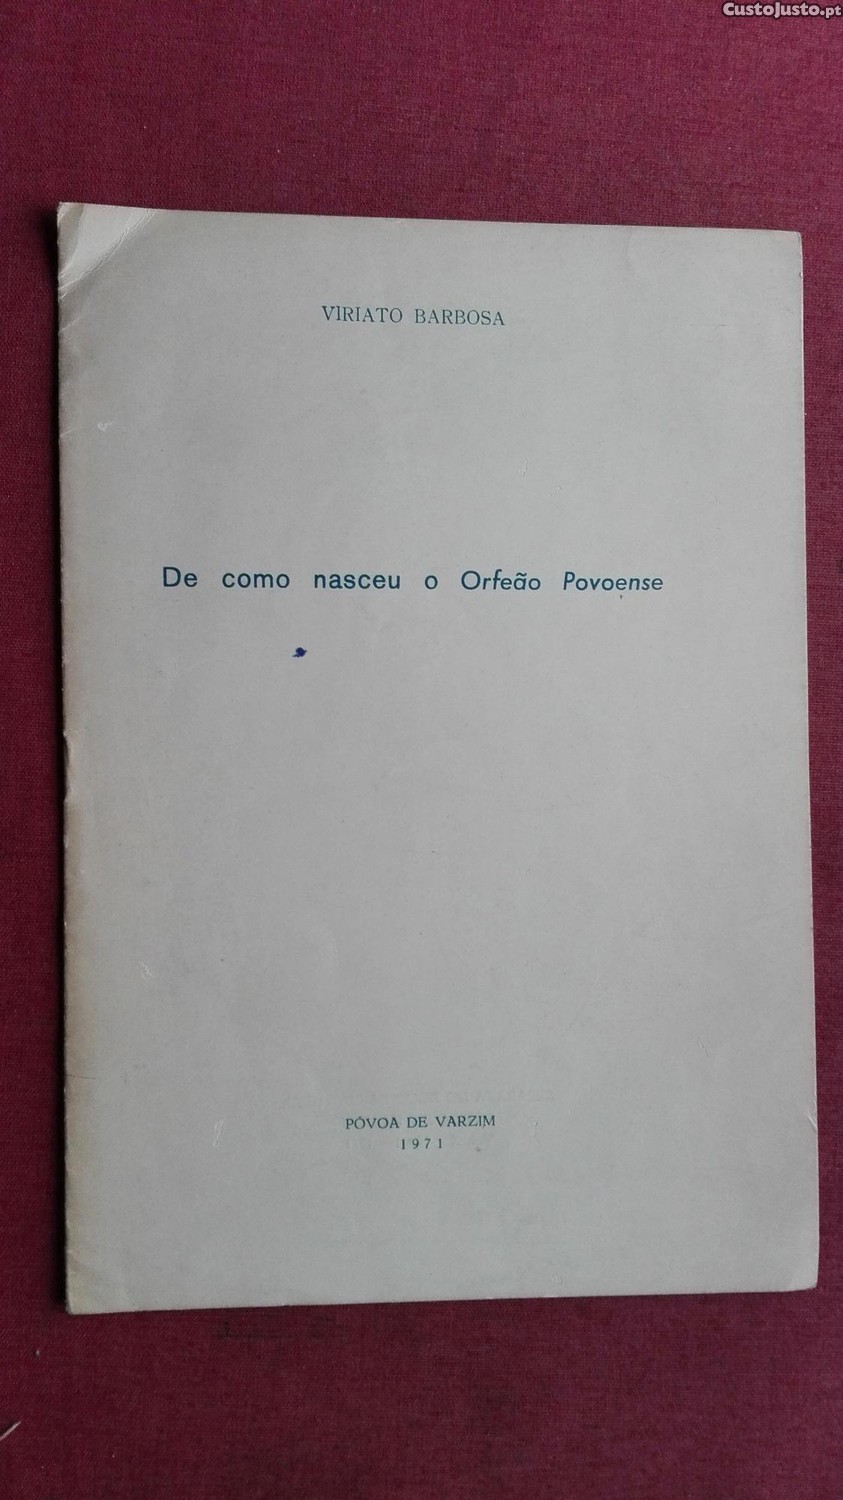 CustoJusto.pt
VIRIATO BARBOSA
De como nasceu o Orfeão Povoense
PÓVOA DE VARZIM
1971